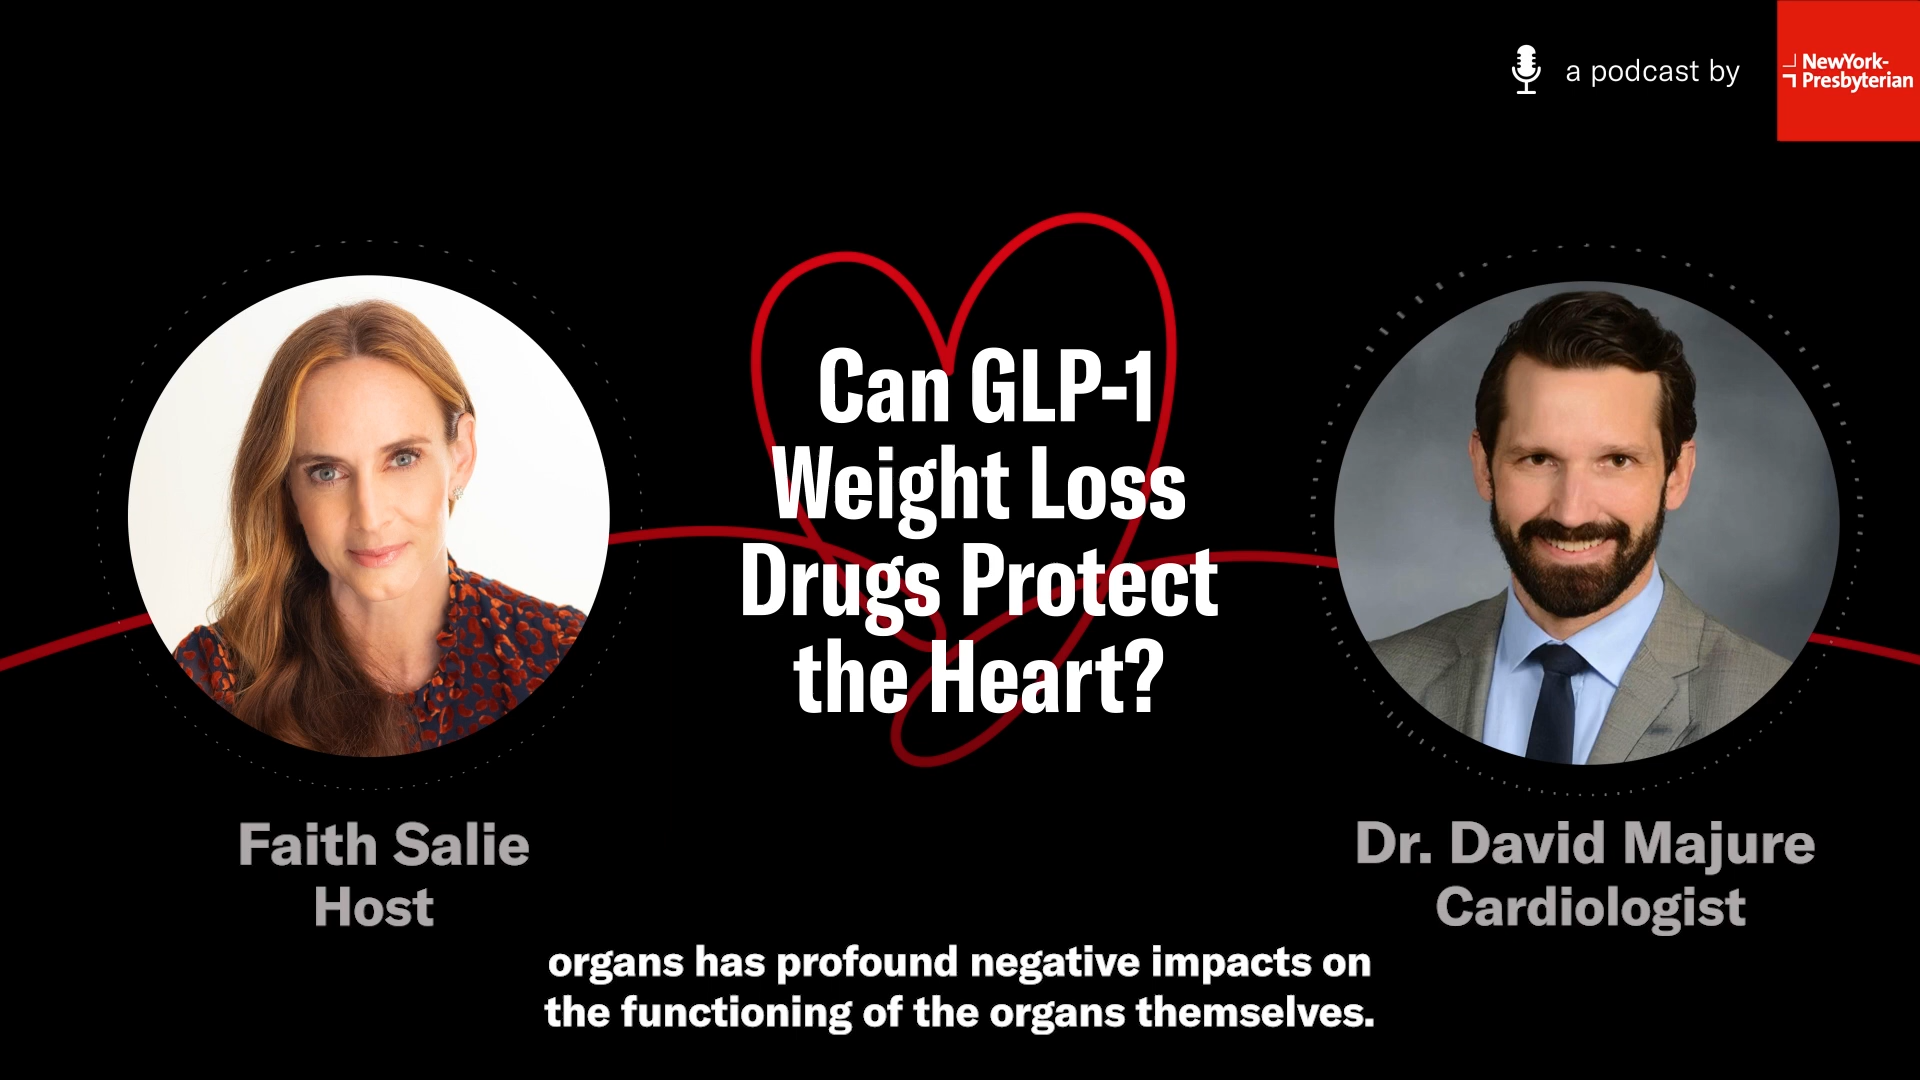 a podcast by
NewYork-
Presbyterian
Can GLP-1
Weight Loss
Drugs Protect
the Heart?
Faith Salie
Host
Dr. David Majure
Cardiologist
organs has profound negative impacts on
the functioning of the organs themselves.